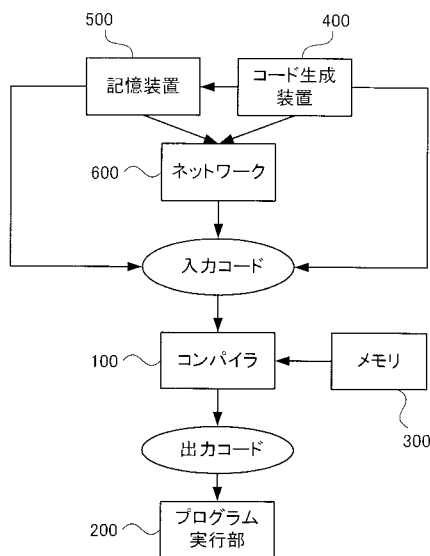 500
400
記憶装置
コード生成
装置
600
ネットワーク
入力コード
100
コンパイラ
メモリ
300
出力コード
200
プログラム
実行部